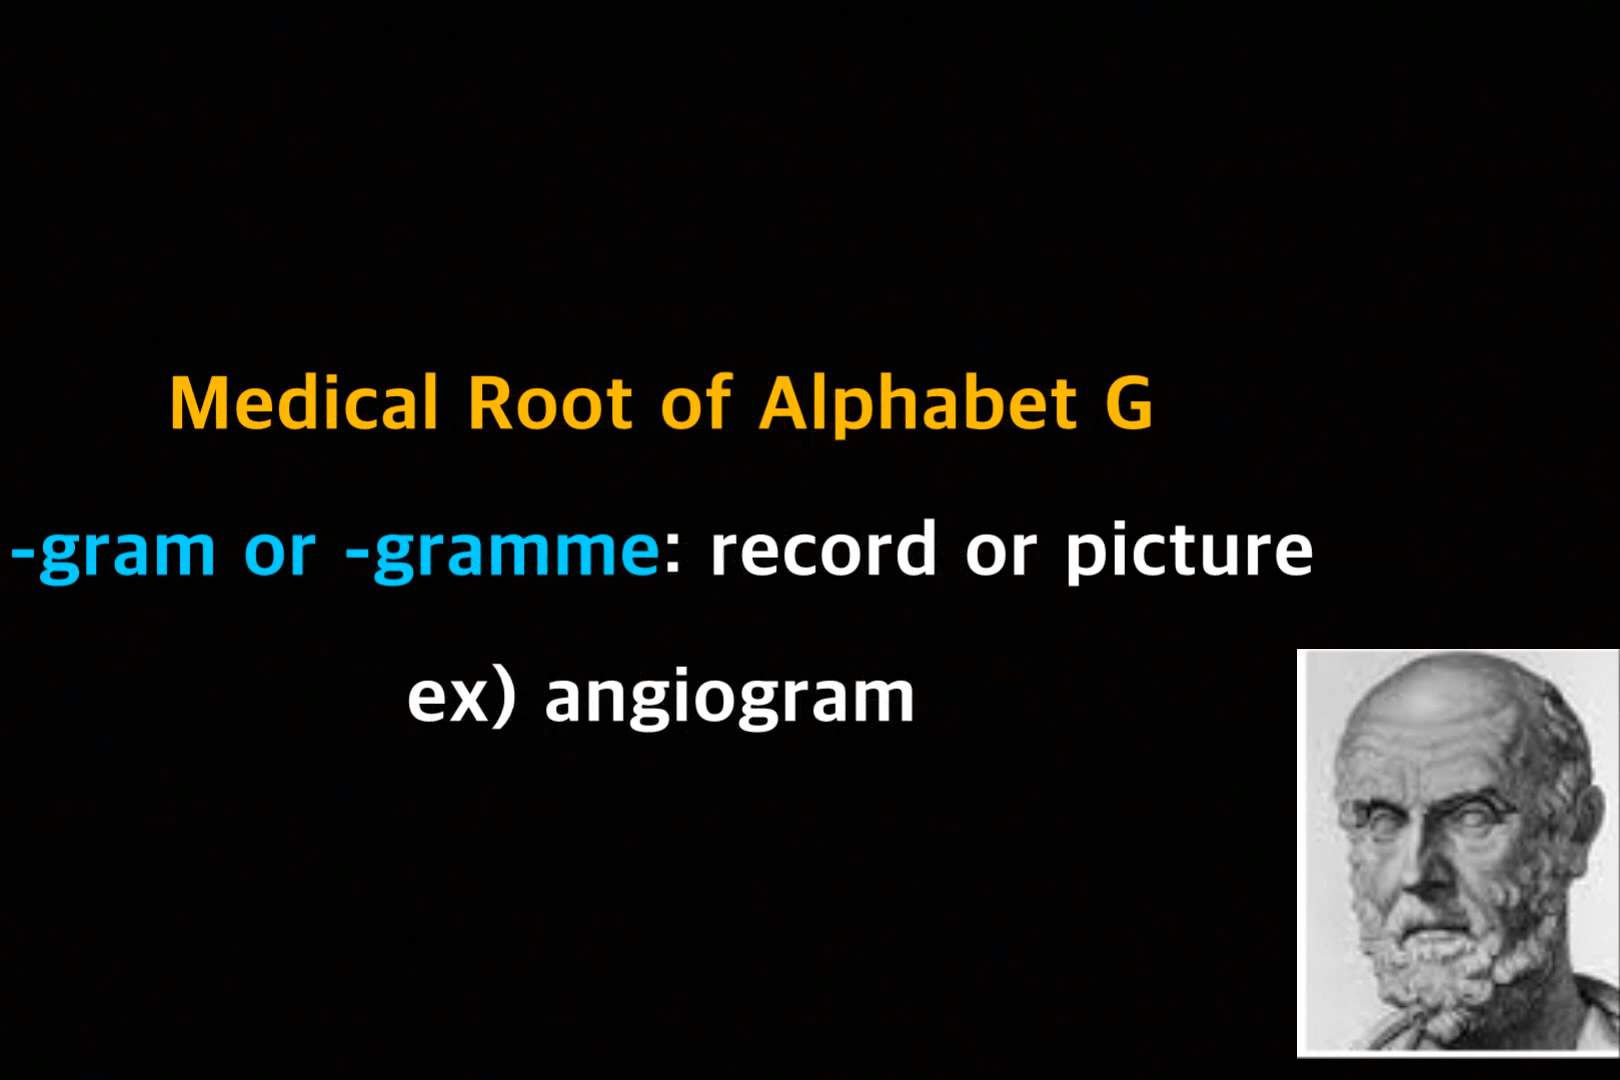 Medical Root of Alphabet G
-gram or -gramme: record or picture
ex) angiogram